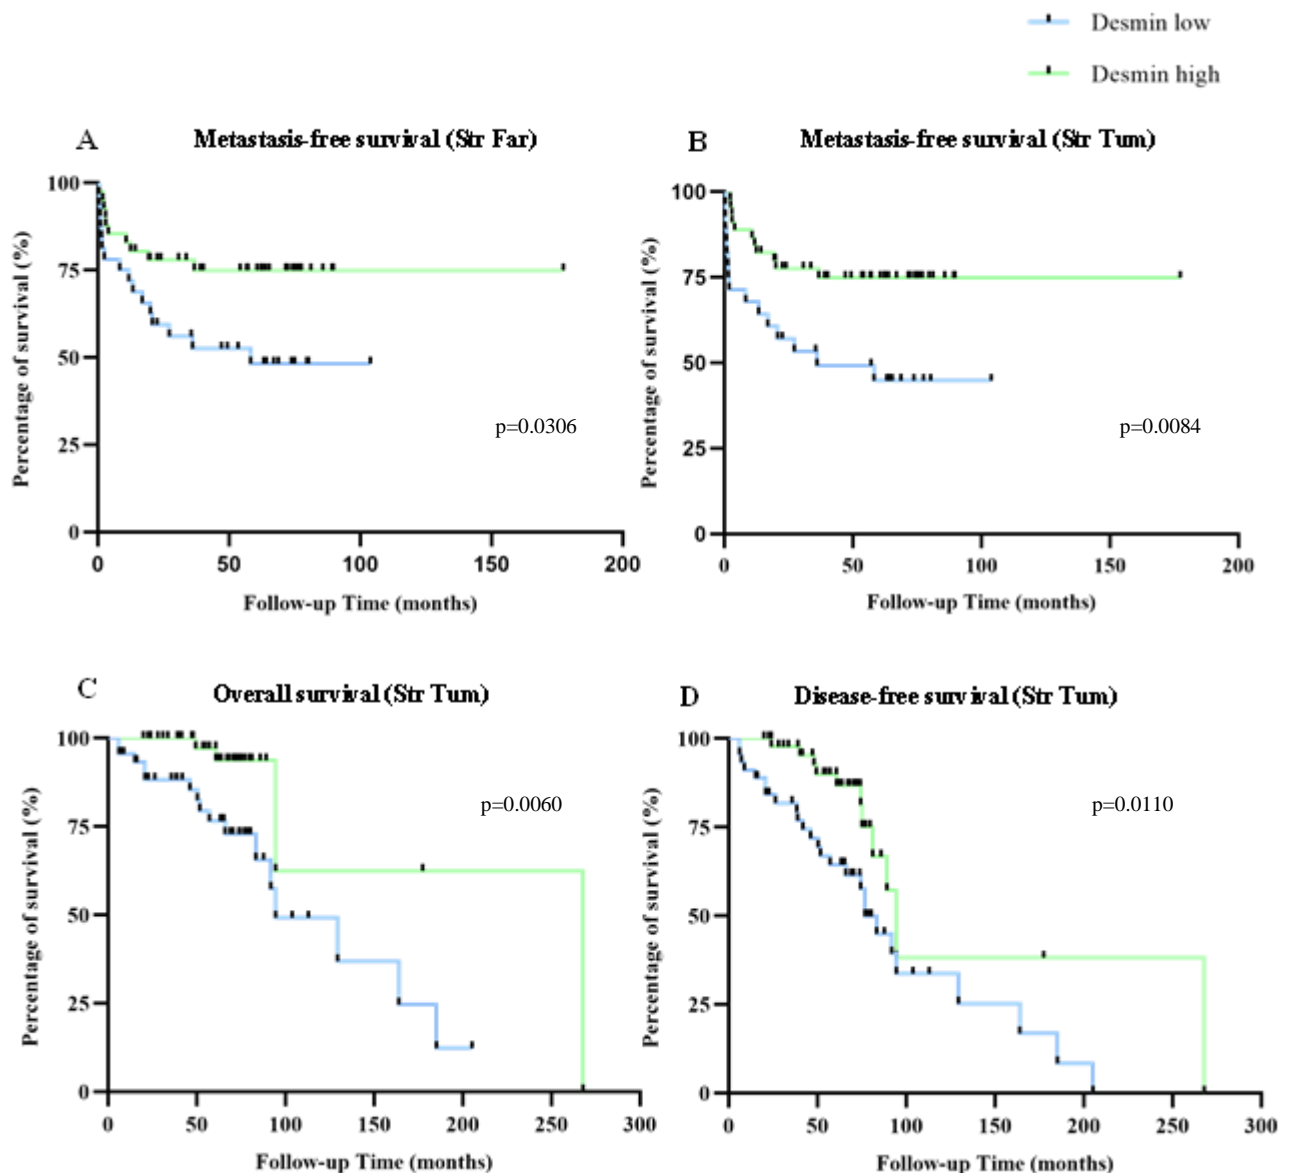 Desmin low
Desmin high
A
Metastasis-free survival (Str Far)
B
Metastasis-free survival (Str Tum)
Percentage of survival (%)
100
75
50
25
0
p=0.0306
0 50 100 150 200
Follow-up Time (months)
Percentage of survival (%)
100
75
50
25
0
p=0.0084
0 50 100 150 200
Follow-up Time (months)
C
Overall survival (Str Tum)
D
Disease-free survival (Str Tum)
Percentage of survival (%)
100
75
50
25
0
p=0.0060
0 50 100 150 200 250 300
Follow-up Time (months)
Percentage of survival (%)
100
75
50
25
0
p=0.0110
0 50 100 150 200 250 300
Follow-up Time (months)